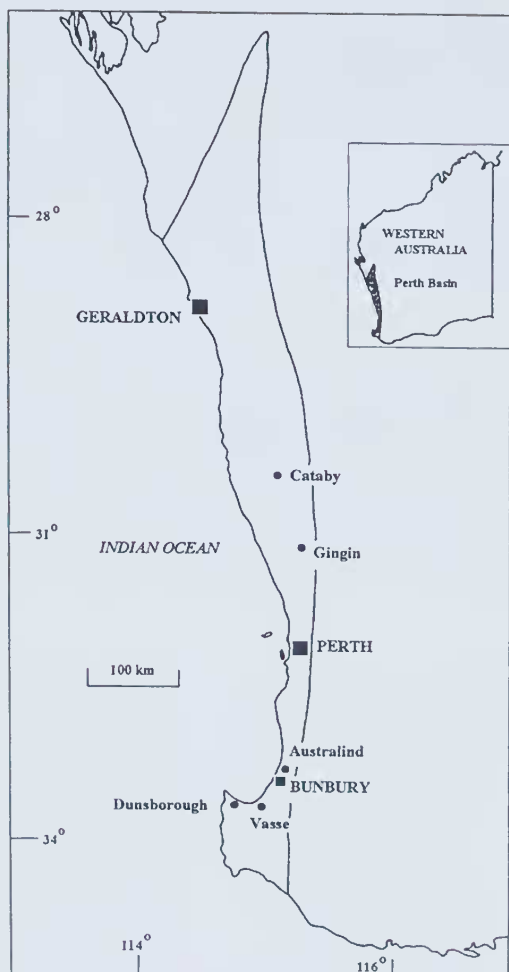 28°
WESTERN
AUSTRALIA
Perth Basin
GERALDTON
Cataby
31°
INDIAN OCEAN
Gingin
PERTH
100 km
Australind
BUNBURY
Dunsborough
Vasse
34°
114°
116°